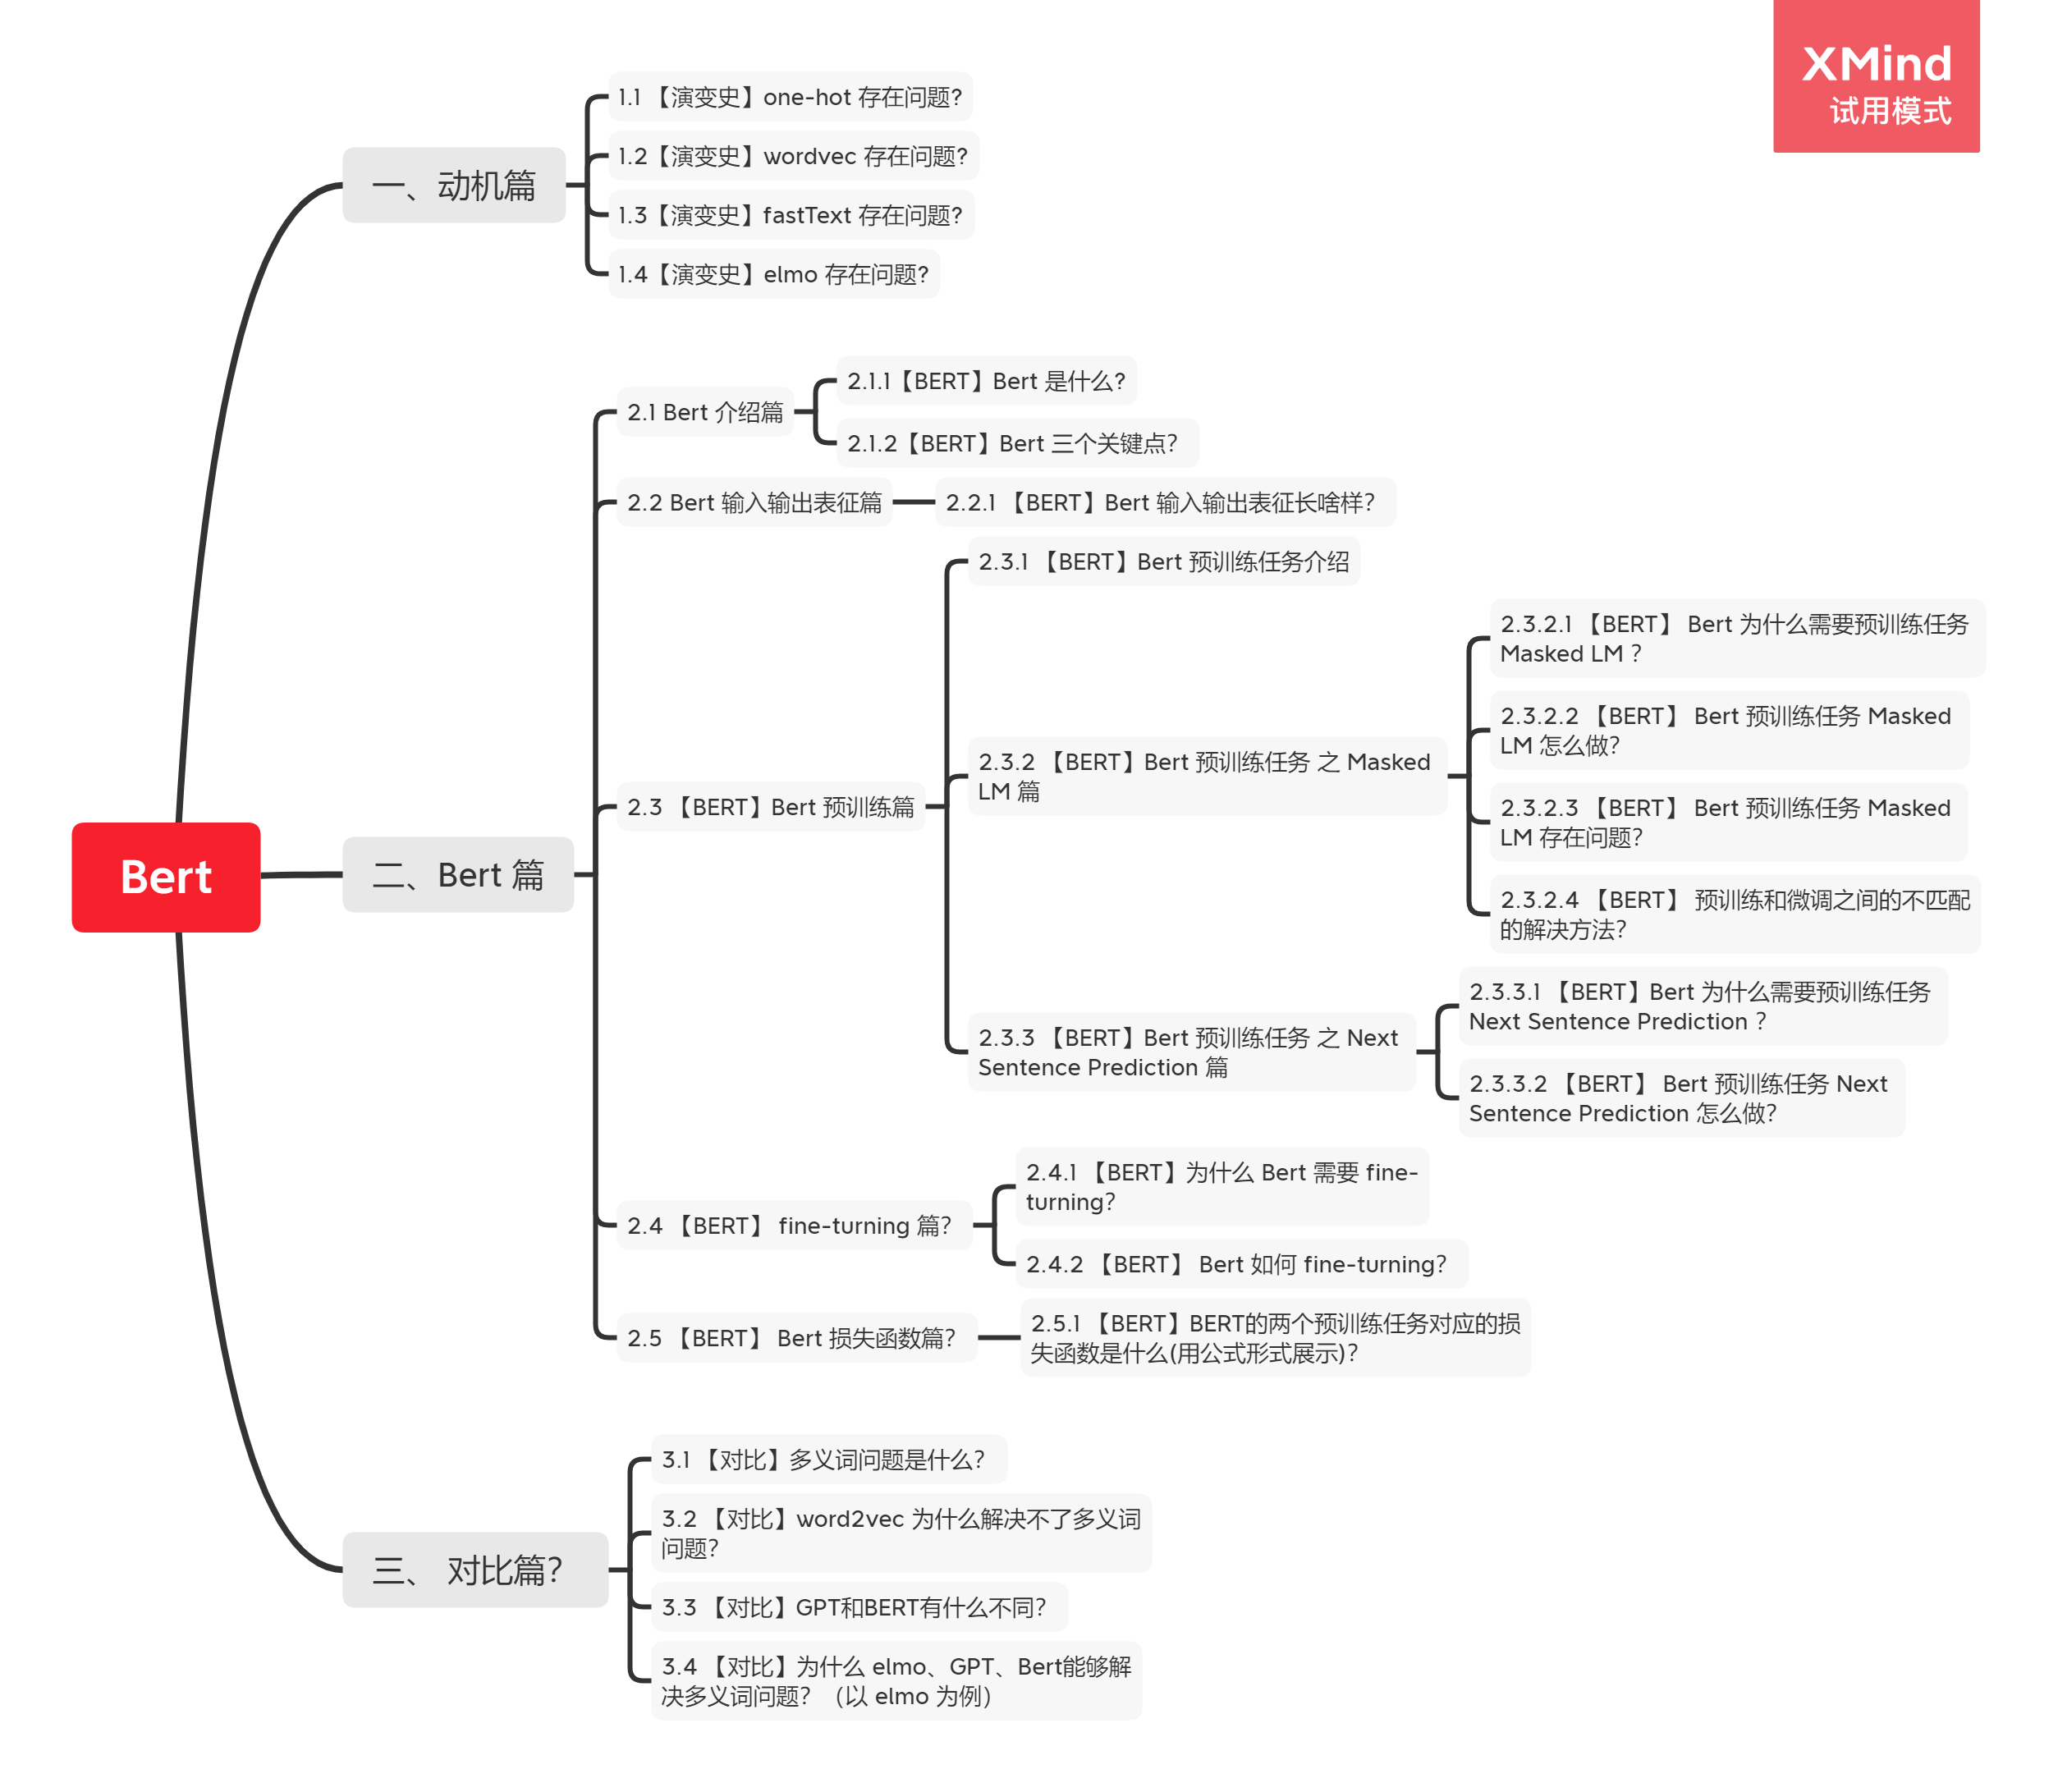 XMind
试用模式
Bert
一、动机篇
1.1 【演变史】one-hot 存在问题?
1.2【演变史】wordvec 存在问题?
1.3【演变史】fastText 存在问题?
1.4【演变史】elmo 存在问题?
二、Bert 篇
2.1 Bert 介绍篇
2.1.1【BERT】Bert 是什么?
2.1.2【BERT】Bert 三个关键点？
2.2 Bert 输入输出表征篇
2.2.1 【BERT】Bert 输入输出表征长啥样？
2.3 【BERT】Bert 预训练篇
2.3.1 【BERT】Bert 预训练任务介绍
2.3.2 【BERT】Bert 预训练任务 之 Masked
LM 篇
2.3.2.1 【BERT】 Bert 为什么需要预训练任务
Masked LM ？
2.3.2.2 【BERT】 Bert 预训练任务 Masked
LM 怎么做？
2.3.2.3 【BERT】 Bert 预训练任务 Masked
LM 存在问题？
2.3.2.4 【BERT】 预训练和微调之间的不匹配
的解决方法？
2.3.3 【BERT】Bert 预训练任务 之 Next
Sentence Prediction 篇
2.3.3.1 【BERT】Bert 为什么需要预训练任务
Next Sentence Prediction ？
2.3.3.2 【BERT】 Bert 预训练任务 Next
Sentence Prediction 怎么做？
2.4 【BERT】 fine-turning 篇？
2.4.1 【BERT】为什么 Bert 需要 fine-
turning？
2.4.2 【BERT】 Bert 如何 fine-turning？
2.5 【BERT】 Bert 损失函数篇？
2.5.1 【BERT】BERT的两个预训练任务对应的损
失函数是什么(用公式形式展示)？
三、 对比篇？
3.1 【对比】多义词问题是什么？
3.2 【对比】word2vec 为什么解决不了多义词
问题？
3.3 【对比】GPT和BERT有什么不同？
3.4 【对比】为什么 elmo、GPT、Bert能够解
决多义词问题？（以 elmo 为例）